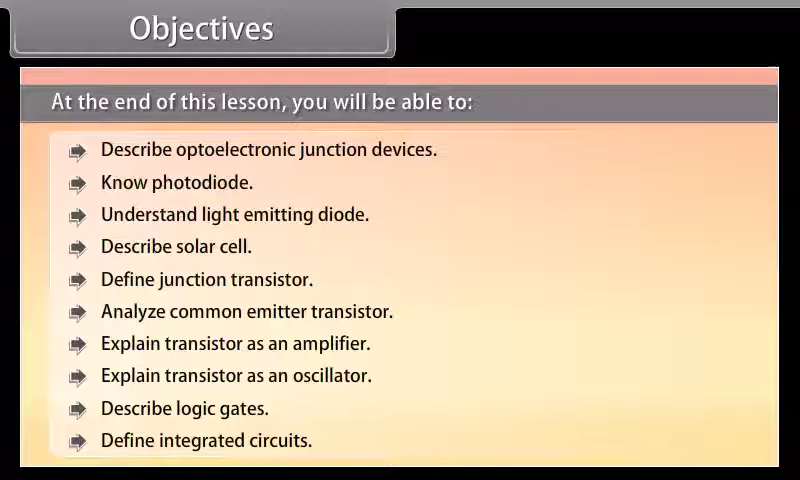 Objectives
At the end of this lesson, you will be able to:
Describe optoelectronic junction devices.
Know photodiode.
Understand light emitting diode.
Describe solar cell.
Define junction transistor.
Analyze common emitter transistor.
Explain transistor as an amplifier.
Explain transistor as an oscillator.
Describe logic gates.
Define integrated circuits.